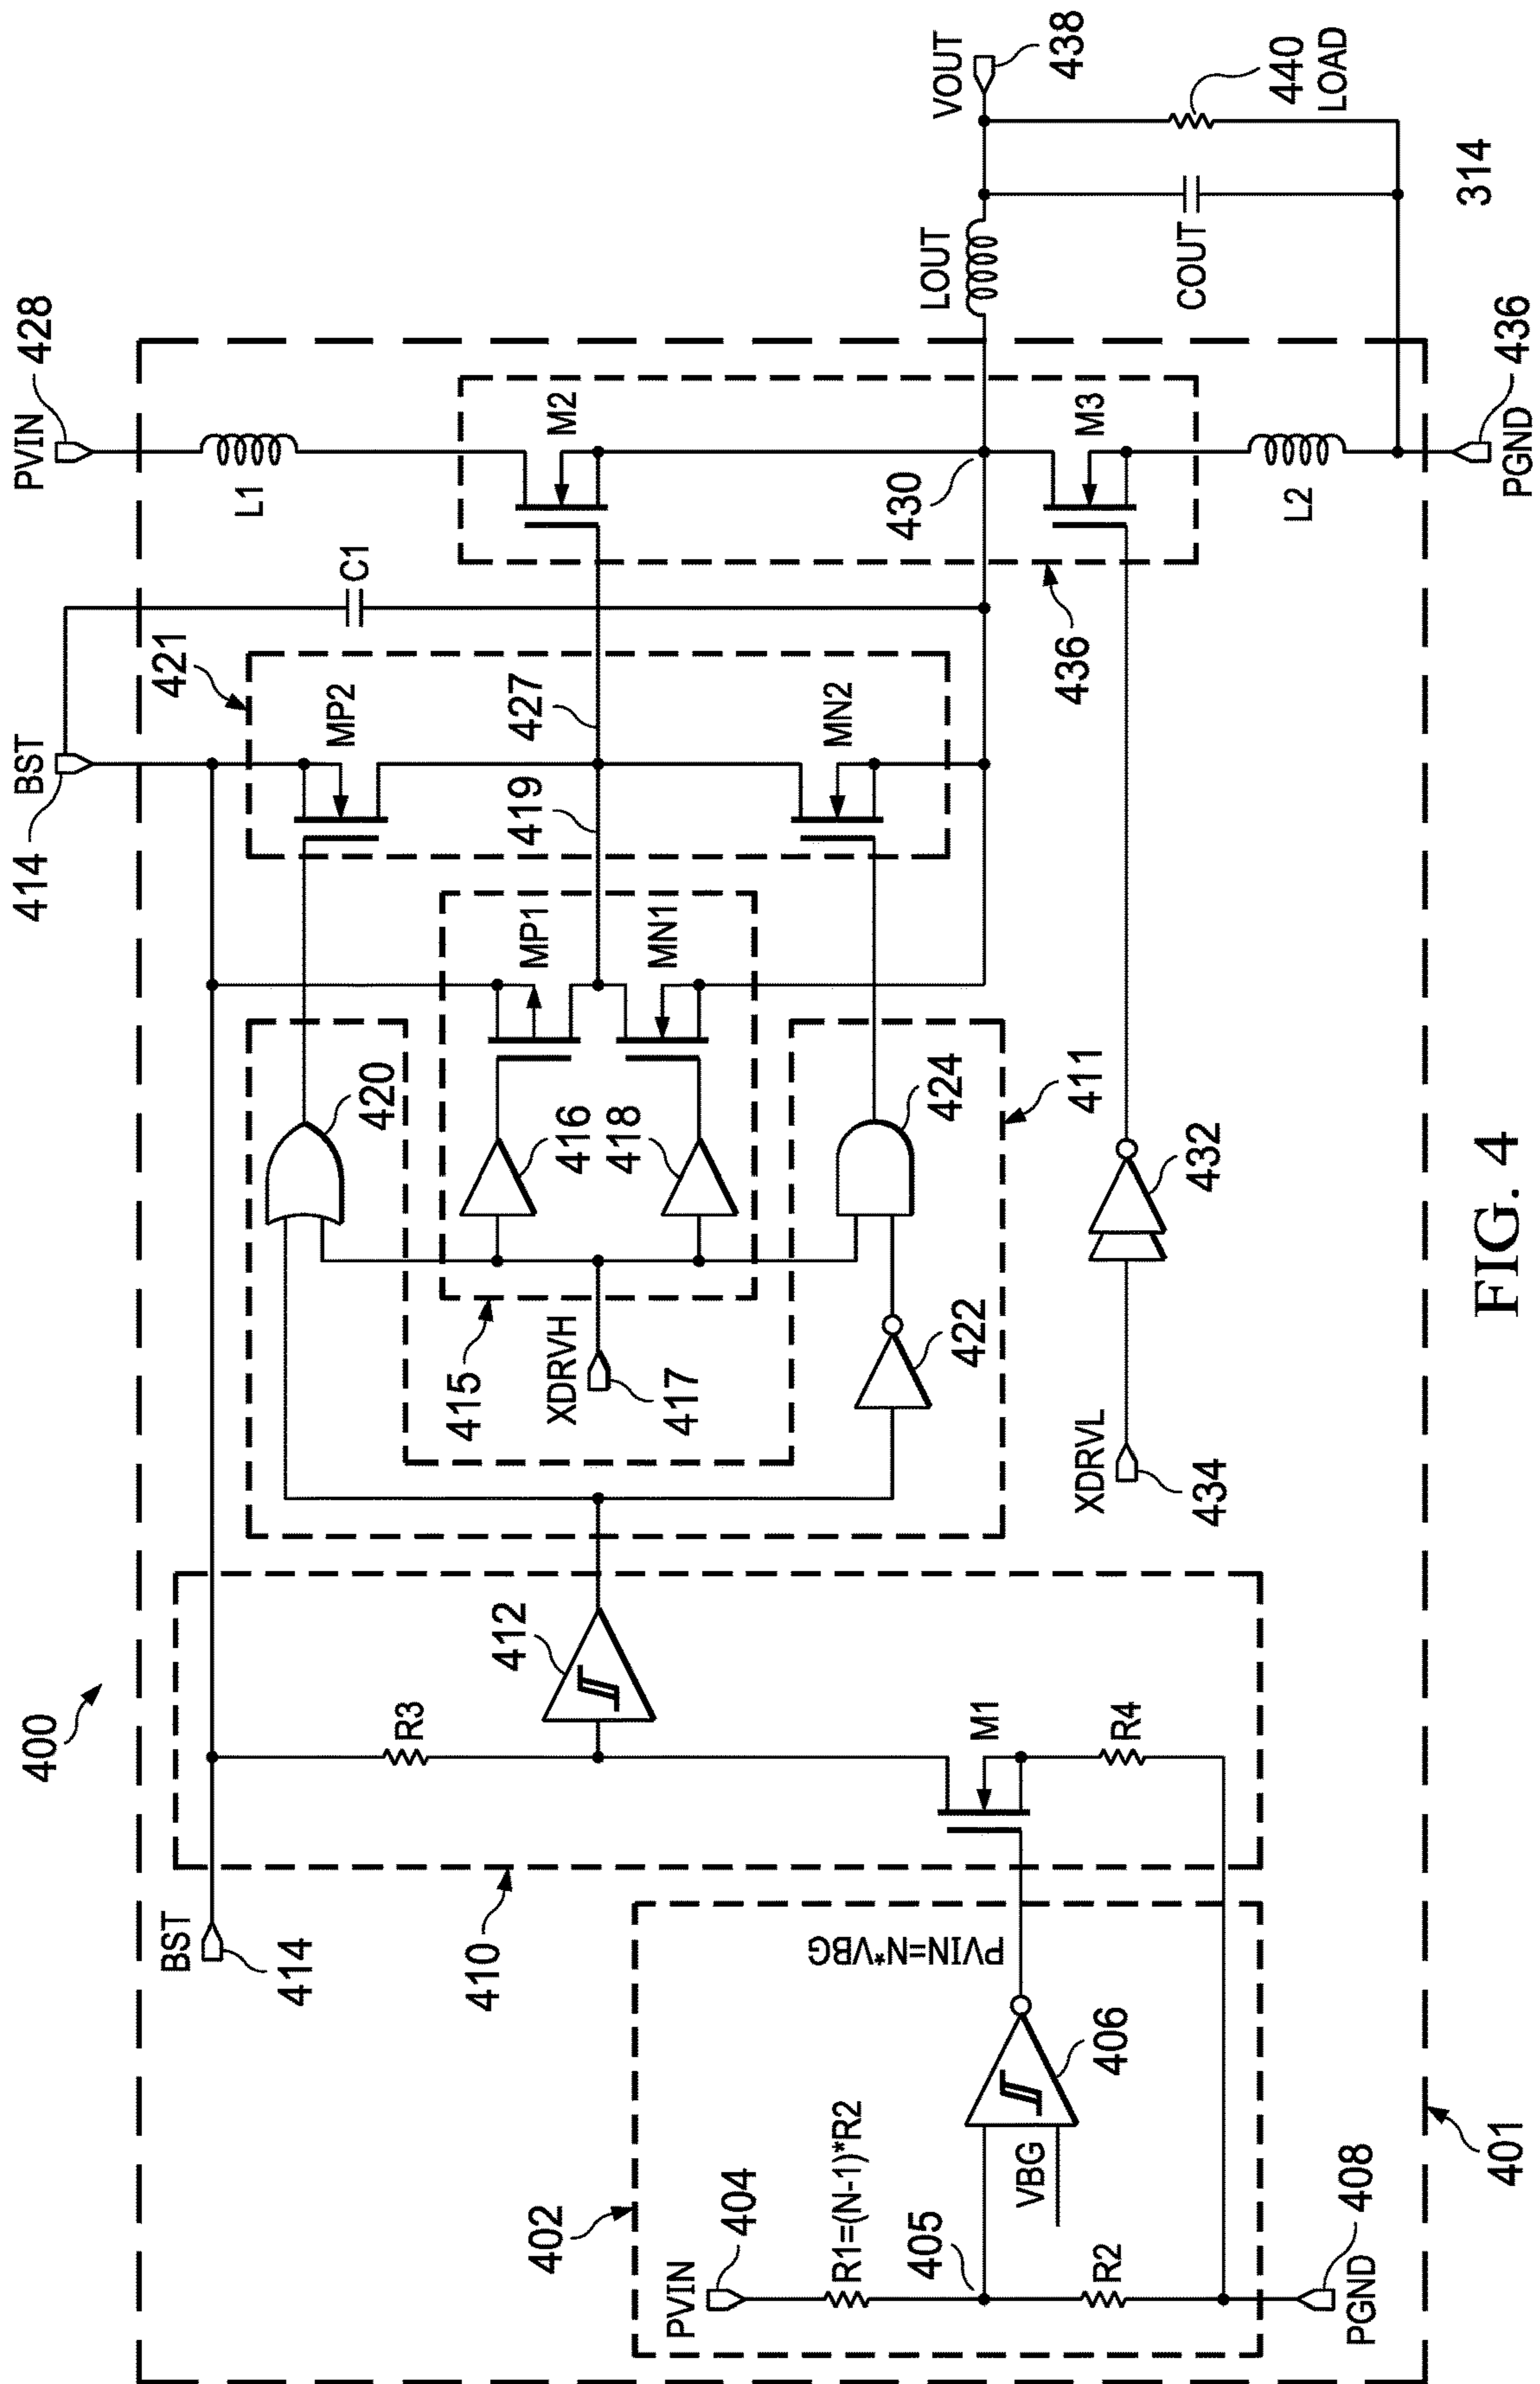 400
BST
414
410
PVIN
404
402
R1=(N-1)*R2
405
R2
PGND
408
VBG
406
PVIN=N*VBG
401
R3
412
M1
R4
411
420
415
XDRVH
417
416
418
MP1
MN1
422
424
XDRVL
434
432
414
BST
421
MP2
419
427
MN2
C1
PVIN
428
L1
M2
430
M3
436
L2
PGND
436
LOUT
VOUT
438
COUT
440
LOAD
314
FIG. 4